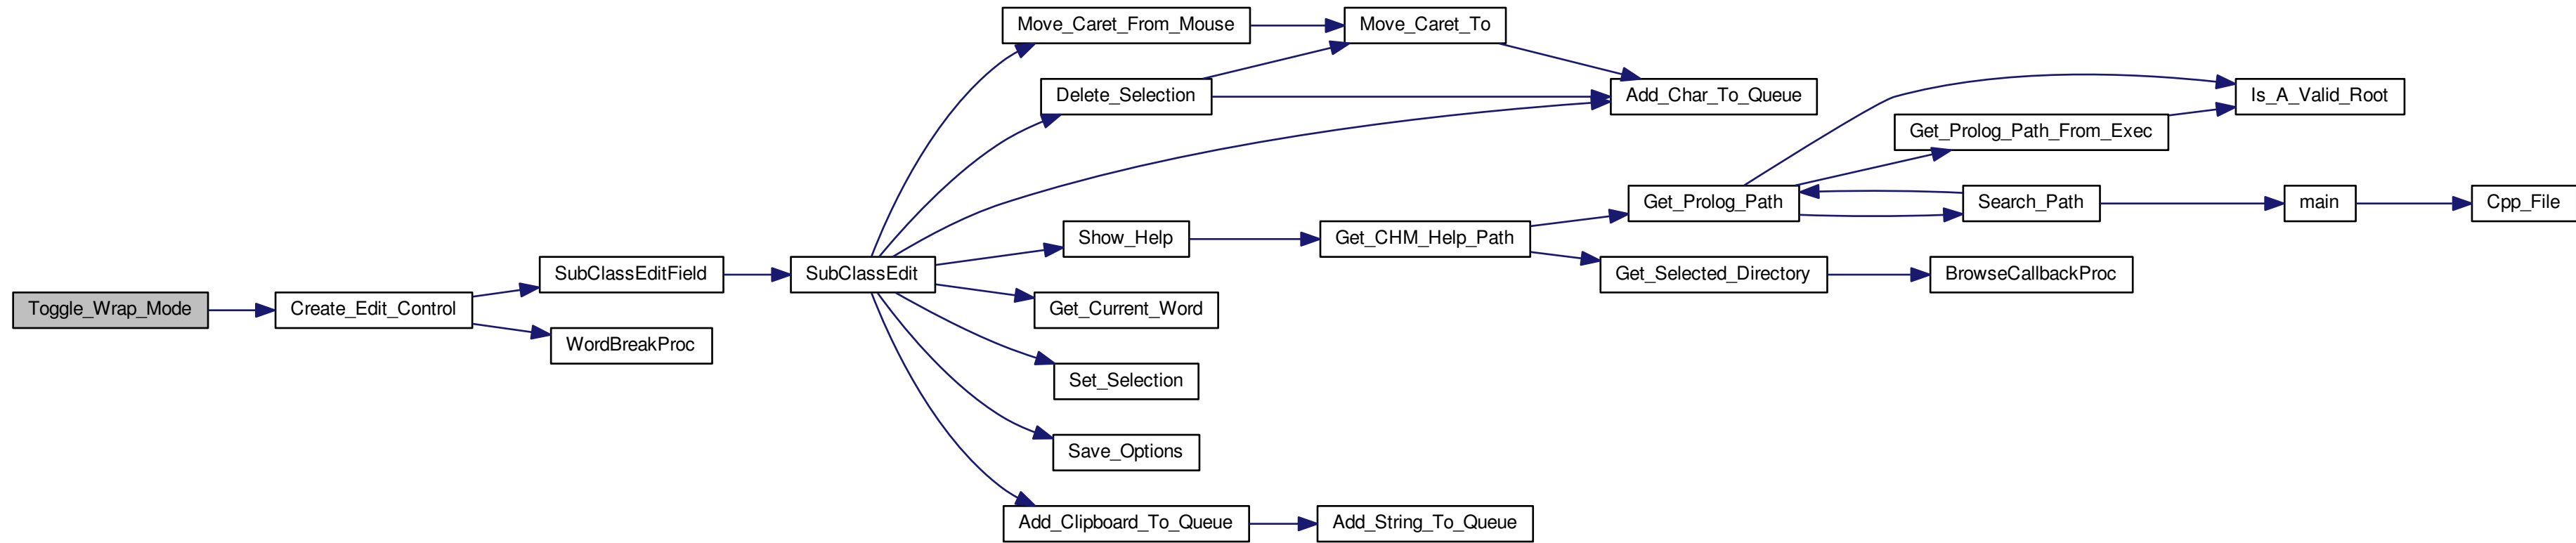 Toggle_Wrap_Mode
Create_Edit_Control
SubClassEditField
WordBreakProc
SubClassEdit
Move_Caret_From_Mouse
Delete_Selection
Show_Help
Get_Current_Word
Set_Selection
Save_Options
Add_Clipboard_To_Queue
Move_Caret_To
Get_CHM_Help_Path
Add_String_To_Queue
Add_Char_To_Queue
Get_Prolog_Path
Get_Selected_Directory
Get_Prolog_Path_From_Exec
Search_Path
BrowseCallbackProc
Is_A_Valid_Root
main
Cpp_File